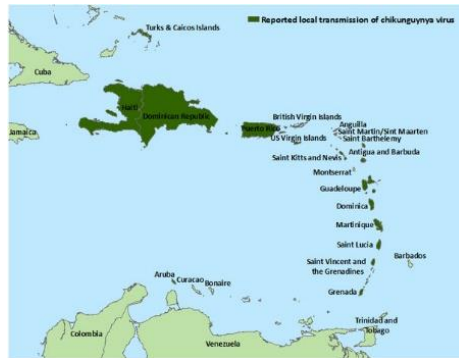 Turks & Caicos Islands
Reported local transmission of chikunguynya virus
Cuba
Haiti
Dominican Republic
Jamaica
Puerto Rico
British Virgin Islands
US Virgin Islands
Anguilla
Saint Martin/Sint Maarten
Saint Barthelemy
Antigua and Barbuda
Saint Kitts and Nevis
Montserrat
Guadeloupe
Dominica
Martinique
Saint Lucia
Barbados
Saint Vincent and
the Grenadines
Grenada
Aruba
Curacao
Bonaire
Trinidad and
Tobago
Colombia
Venezuela